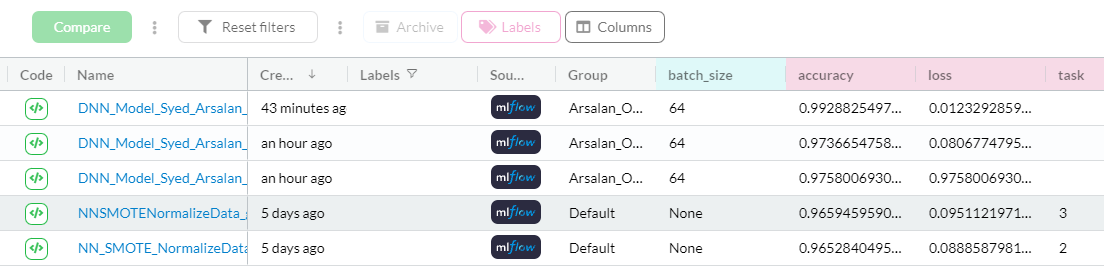 Compare Reset filters Archive Labels Columns
Code Name Cre... Labels Sou... Group batch_size accuracy loss task
DNN_Model_Syed_Arsalan_ 43 minutes ag mlflow Arsalan_O... 64 0.9928825497... 0.0123292859...
DNN_Model_Syed_Arsalan_ an hour ago mlflow Arsalan_O... 64 0.9736654758... 0.0806774795...
DNN_Model_Syed_Arsalan_ an hour ago mlflow Arsalan_O... 64 0.9758006930... 0.9758006930...
NNSMOTENormalizeData_ 5 days ago mlflow Default None 0.9659459590... 0.0951121971... 3
NN_SMOTE_NormalizeData 5 days ago mlflow Default None 0.9652840495... 0.0888587981... 2